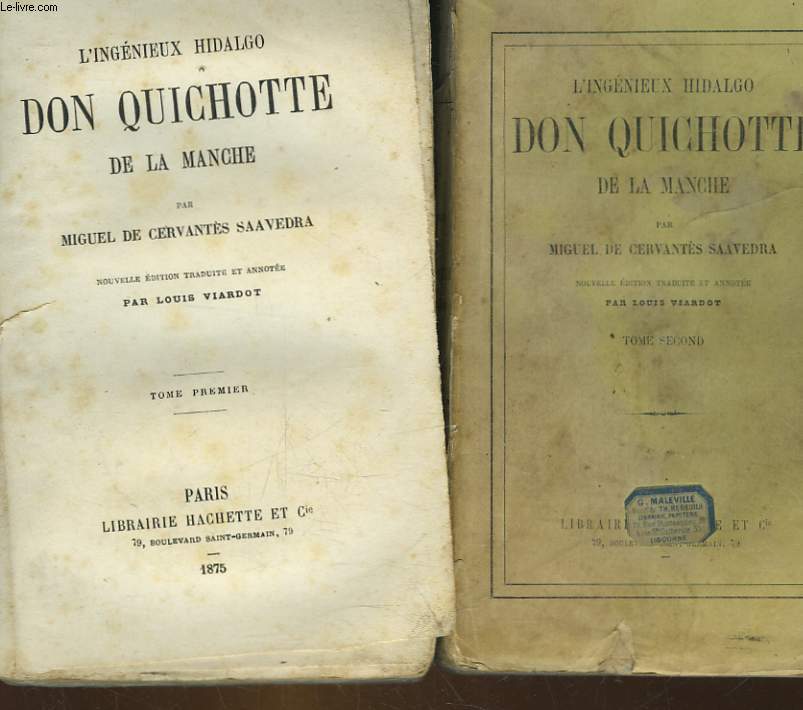 Le-livre.com
L'INGÉNIEUX HIDALGO
DON QUICHOTTE
DE LA MANCHE
PAR
MIGUEL DE CERVANTÈS SAAVEDRA
NOUVELLE ÉDITION TRADUITE ET ANNOTÉE
PAR LOUIS VIARDOT
TOME PREMIER
PARIS
LIBRAIRIE HACHETTE ET Cie
79, BOULEVARD SAINT-GERMAIN, 79
1875
L'INGÉNIEUX HIDALGO
DON QUICHOTTE
DE LA MANCHE
PAR
MIGUEL DE CERVANTÈS SAAVEDRA
NOUVELLE ÉDITION TRADUITE ET ANNOTÉE
PAR LOUIS VIARDOT
TOME SECOND
G. MALEVILLE
LIBOURNE
ET Cie
79